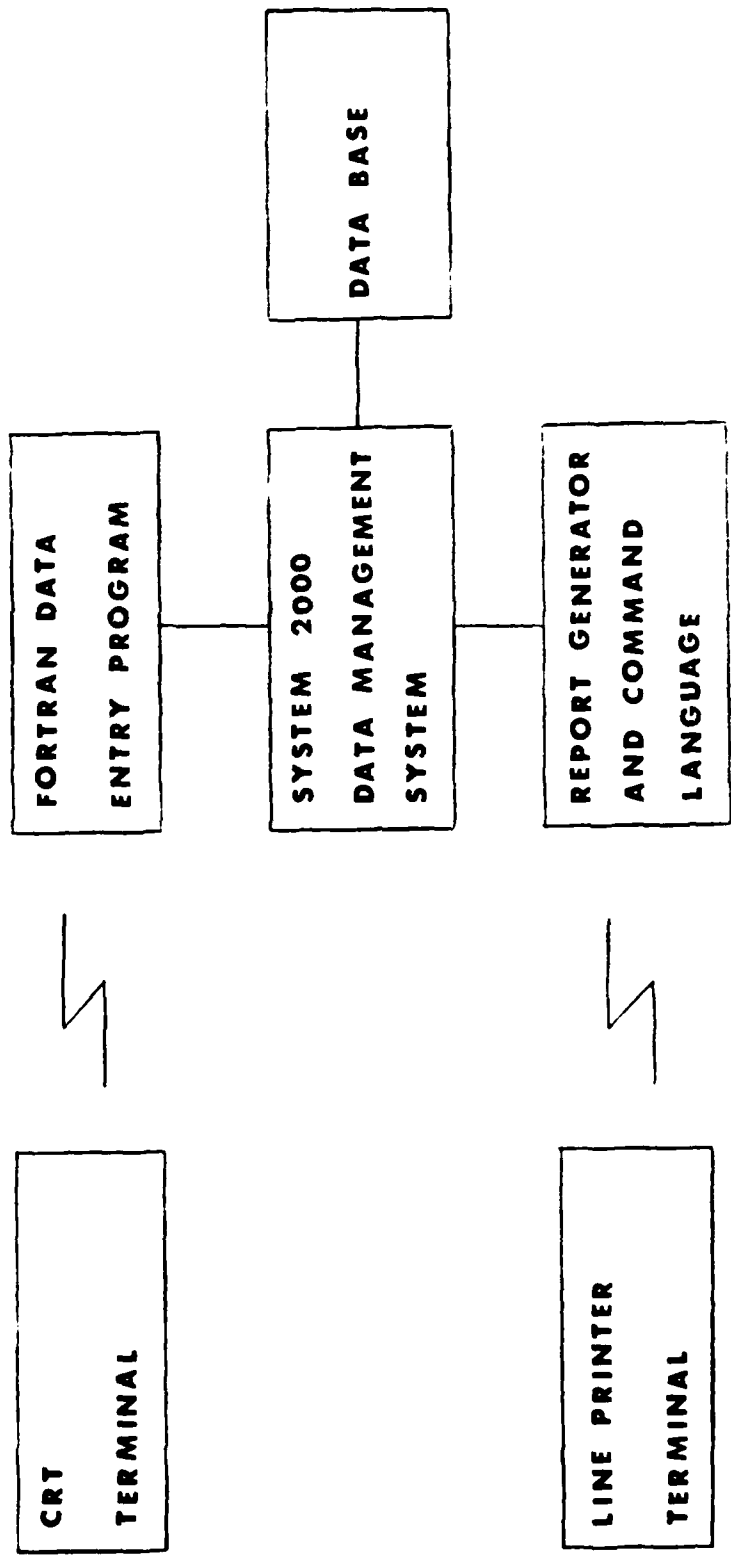 CRT
TERMINAL
FORTRAN DATA
ENTRY PROGRAM
SYSTEM 2000
DATA MANAGEMENT
SYSTEM
DATA BASE
LINE PRINTER
TERMINAL
REPORT GENERATOR
AND COMMAND
LANGUAGE